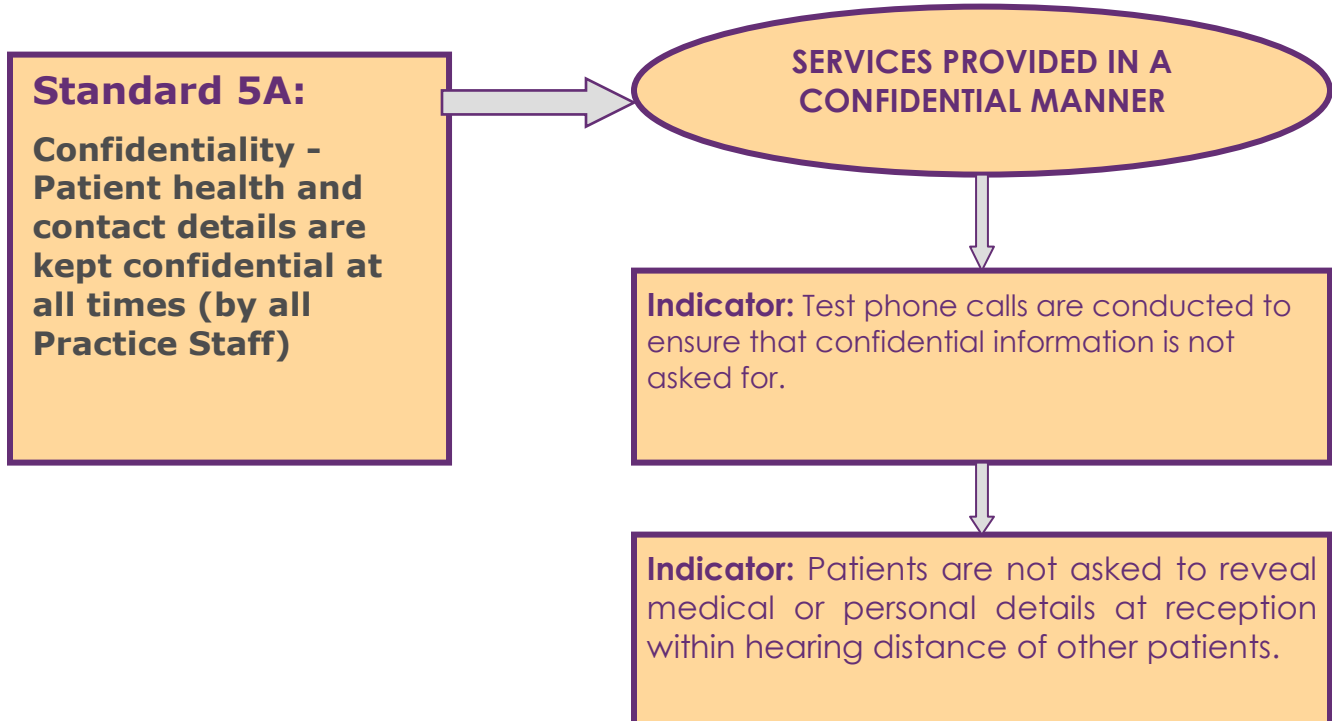 Standard 5A:
Confidentiality -
Patient health and
contact details are
kept confidential at
all times (by all
Practice Staff)
SERVICES PROVIDED IN A
CONFIDENTIAL MANNER
Indicator: Test phone calls are conducted to
ensure that confidential information is not
asked for.
Indicator: Patients are not asked to reveal
medical or personal details at reception
within hearing distance of other patients.